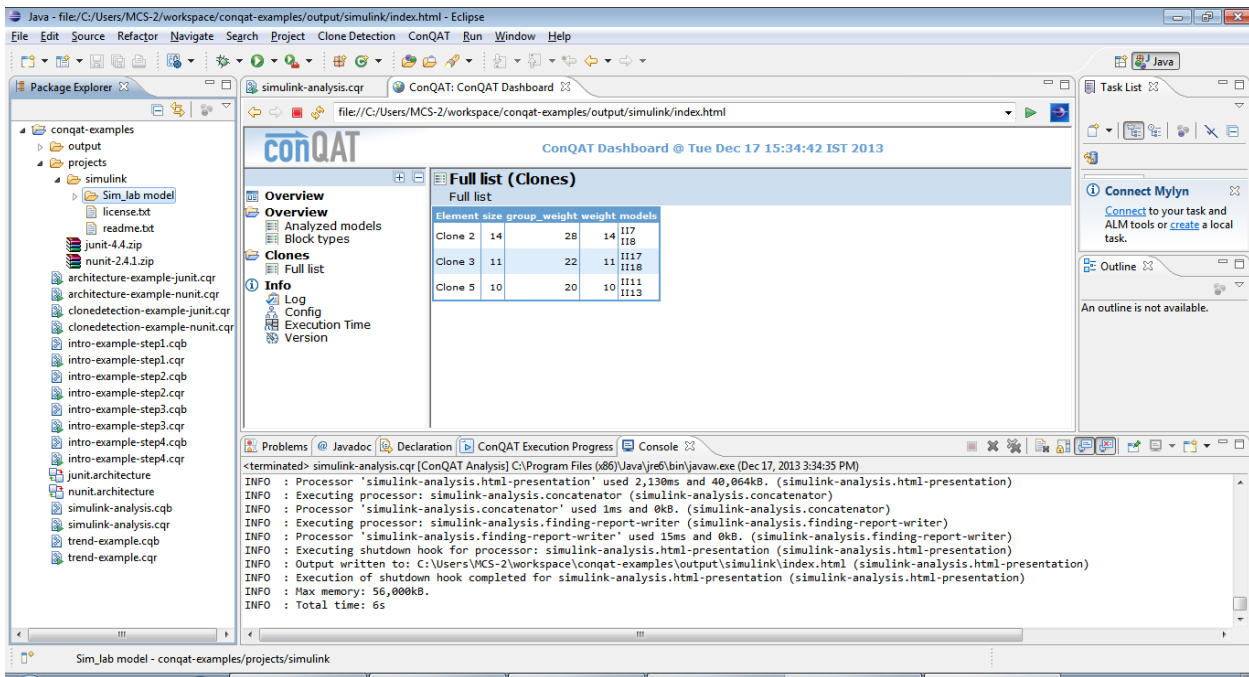 Java - file:/C:/Users/MCS-2/workspace/conqat-examples/output/simulink/index.html - Eclipse
File Edit Source Refactor Navigate Search Project Clone Detection ConQAT Run Window Help
Java
Package Explorer
conqat-examples
output
projects
simulink
Sim_lab model
license.txt
readme.txt
junit-4.4.zip
nunit-2.4.1.zip
architecture-example-junit.cqr
architecture-example-nunit.cqr
clonedetection-example-junit.cqr
clonedetection-example-nunit.cqr
intro-example-step1.cqb
intro-example-step1.cqr
intro-example-step2.cqb
intro-example-step2.cqr
intro-example-step3.cqb
intro-example-step3.cqr
intro-example-step4.cqb
intro-example-step4.cqr
junit.architecture
nunit.architecture
simulink-analysis.cqb
simulink-analysis.cqr
trend-example.cqb
trend-example.cqr
simulink-analysis.cqr ConQAT: ConQAT Dashboard
file://C:/Users/MCS-2/workspace/conqat-examples/output/simulink/index.html
conQAT
ConQAT Dashboard @ Tue Dec 17 15:34:42 IST 2013
Overview
Overview
Analyzed models
Block types
Clones
Full list
Info
Log
Config
Execution Time
Version
Full list (Clones)
Full list
Element size group_weight weight models
Clone 2 14 28 14 II7
II8
Clone 3 11 22 11 II17
II18
Clone 5 10 20 10 II11
II13
Task List
Connect Mylyn
Connect to your task and
ALM tools or create a local
task.
Outline
An outline is not available.
Problems @ Javadoc Declaration ConQAT Execution Progress Console
<terminated> simulink-analysis.cqr [ConQAT Analysis] C:\Program Files (x86)\Java\jre6\bin\javaw.exe (Dec 17, 2013 3:34:35 PM)
INFO : Processor 'simulink-analysis.html-presentation' used 2,130ms and 40,064kB. (simulink-analysis.html-presentation)
INFO : Executing processor: simulink-analysis.concatenator (simulink-analysis.concatenator)
INFO : Processor 'simulink-analysis.concatenator' used 1ms and 0kB. (simulink-analysis.concatenator)
INFO : Executing processor: simulink-analysis.finding-report-writer (simulink-analysis.finding-report-writer)
INFO : Processor 'simulink-analysis.finding-report-writer' used 15ms and 0kB. (simulink-analysis.finding-report-writer)
INFO : Executing shutdown hook for processor: simulink-analysis.html-presentation (simulink-analysis.html-presentation)
INFO : Output written to: C:\Users\MCS-2\workspace\conqat-examples\output\simulink\index.html (simulink-analysis.html-presentation)
INFO : Execution of shutdown hook completed for simulink-analysis.html-presentation (simulink-analysis.html-presentation)
INFO : Max memory: 56,000kB.
INFO : Total time: 6s
Sim_lab model - conqat-examples/projects/simulink